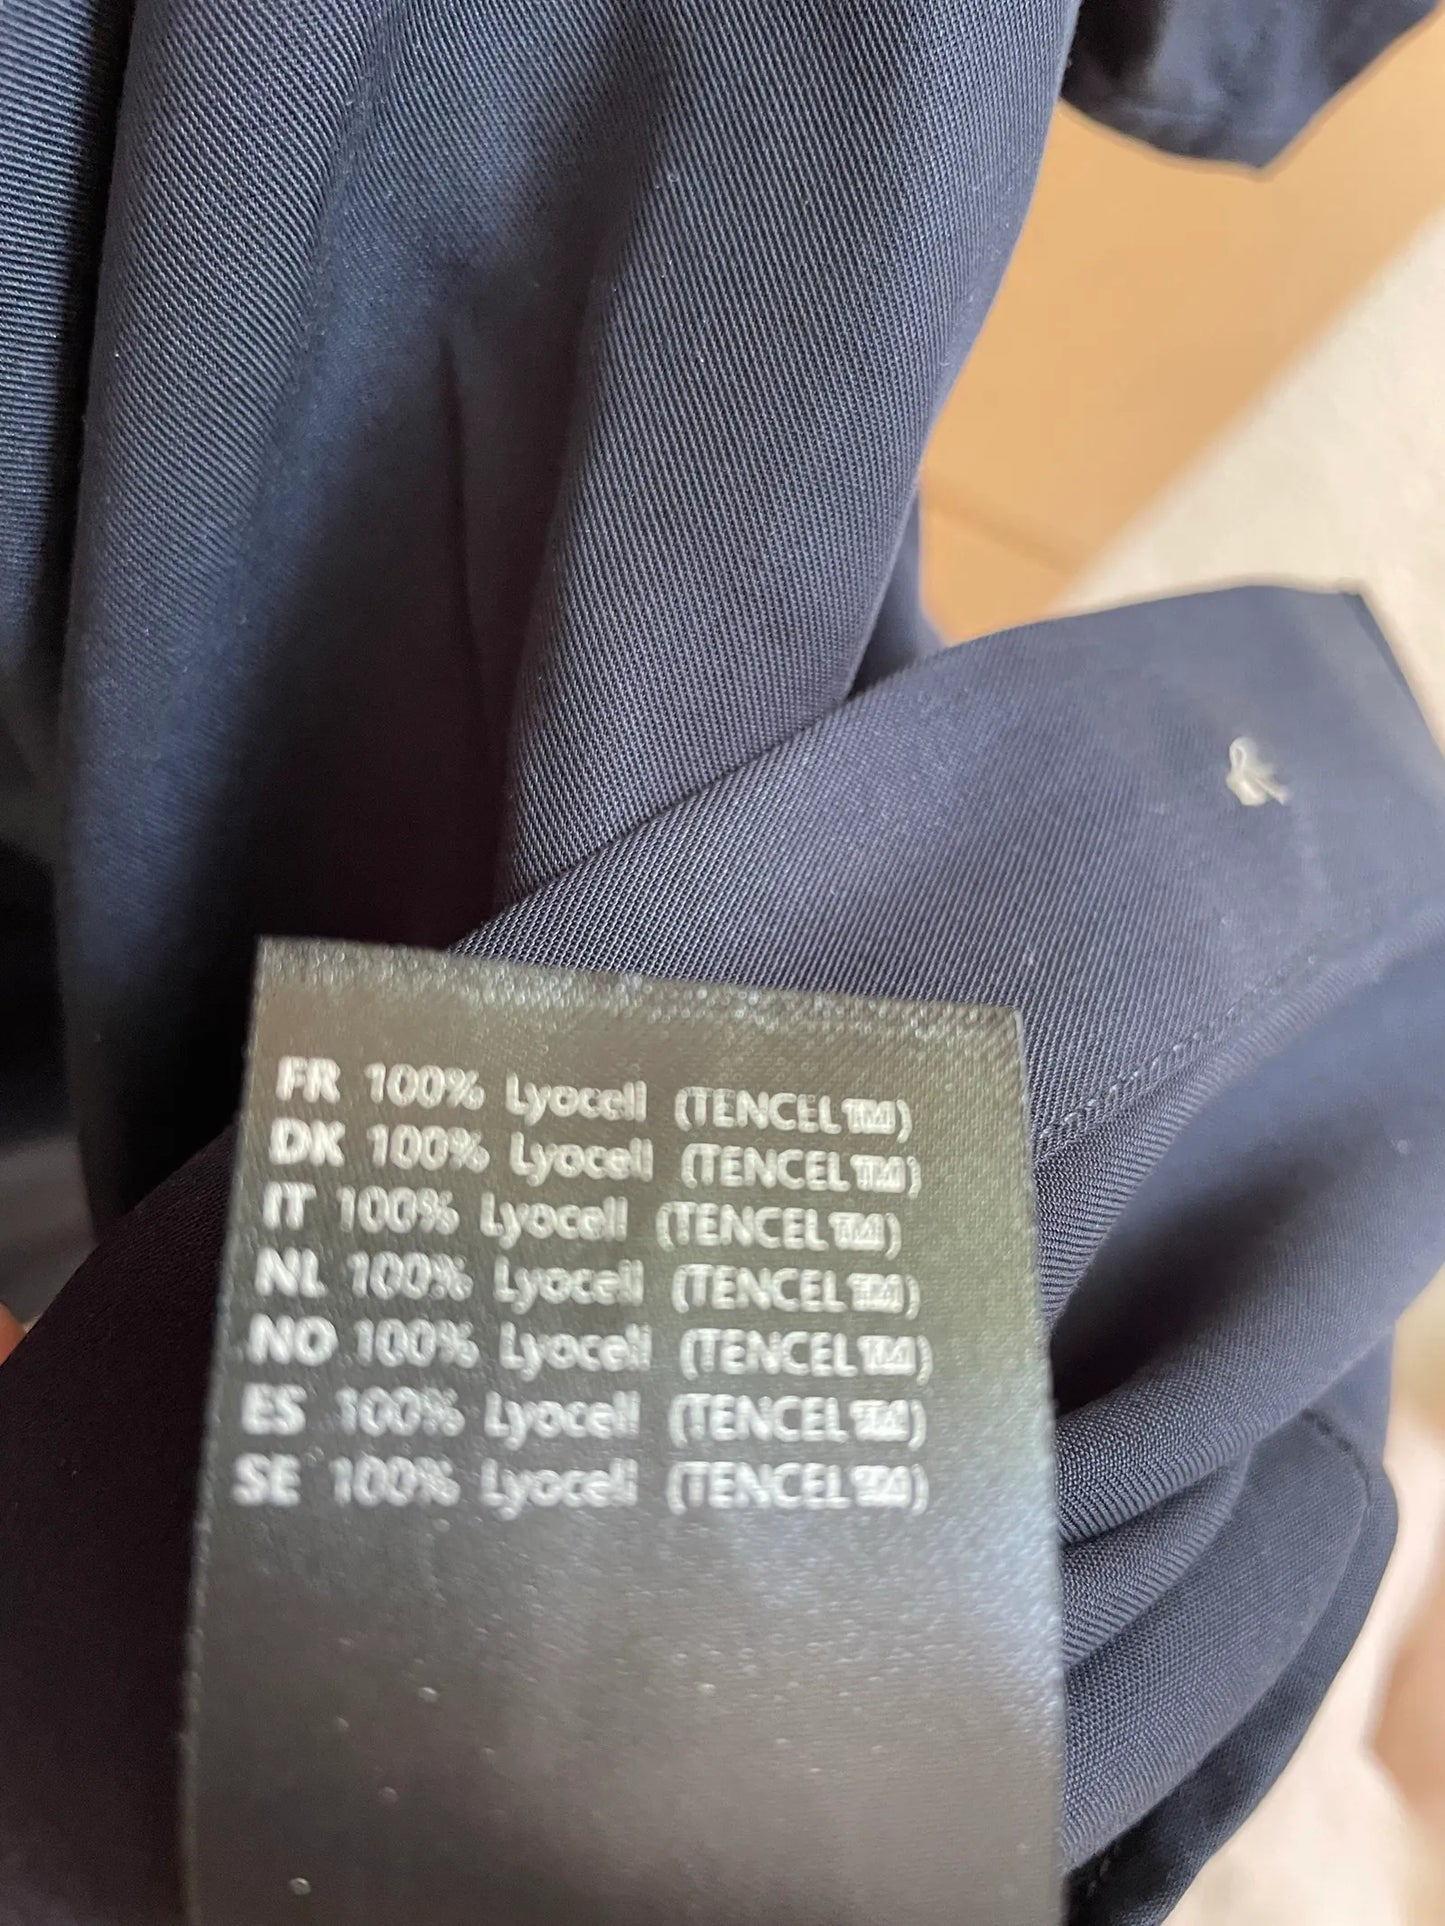 FR 100% Lyocell (TENCEL™)
DK 100% Lyocell (TENCEL™)
IT 100% Lyocell (TENCEL™)
NL 100% Lyocell (TENCEL™)
NO 100% Lyocell (TENCEL™)
ES 100% Lyocell (TENCEL™)
SE 100% Lyocell (TENCEL™)